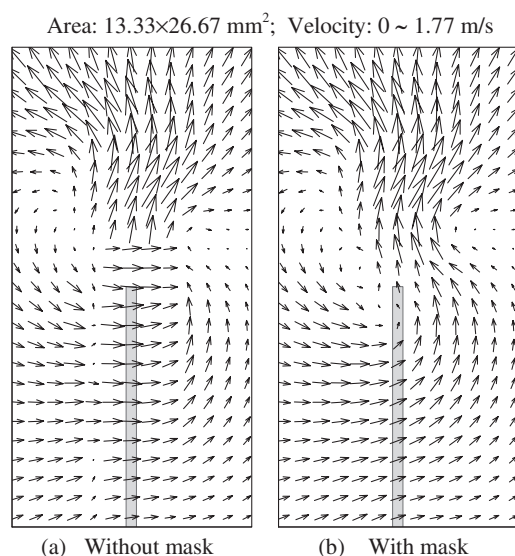 Area: 13.33×26.67 mm²; Velocity: 0 ~ 1.77 m/s
(a) Without mask
(b) With mask